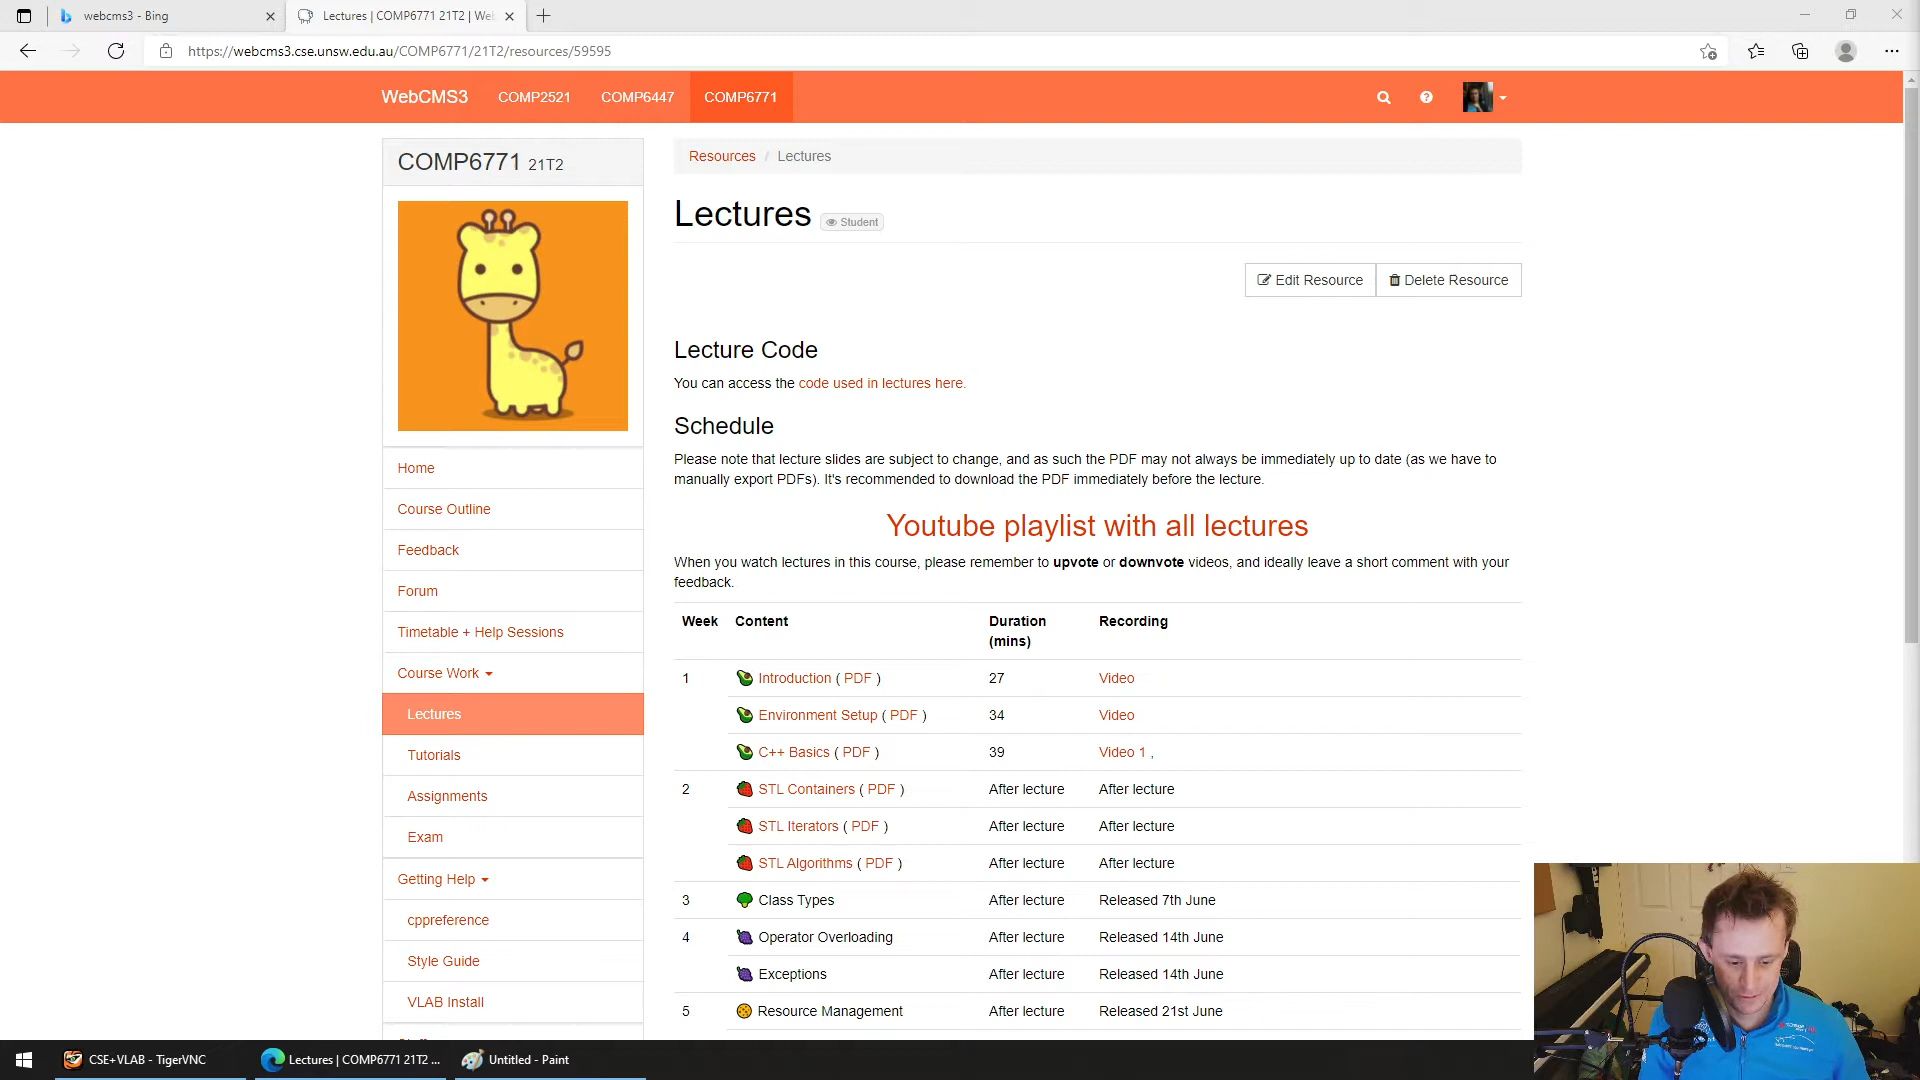 webcms3 - Bing
Lectures | COMP6771 21T2 | Web
https://webcms3.cse.unsw.edu.au/COMP6771/21T2/resources/59595
WebCMS3 COMP2521 COMP6447 COMP6771
COMP6771 21T2
Home
Course Outline
Feedback
Forum
Timetable + Help Sessions
Course Work
Lectures
Tutorials
Assignments
Exam
Getting Help
cppreference
Style Guide
VLAB Install
Resources / Lectures
Lectures Student
Edit Resource Delete Resource
Lecture Code
You can access the code used in lectures here.
Schedule
Please note that lecture slides are subject to change, and as such the PDF may not always be immediately up to date (as we have to
manually export PDFs). It's recommended to download the PDF immediately before the lecture.
Youtube playlist with all lectures
When you watch lectures in this course, please remember to upvote or downvote videos, and ideally leave a short comment with your
feedback.
Week Content Duration (mins) Recording
1 Introduction ( PDF ) 27 Video
Environment Setup ( PDF ) 34 Video
C++ Basics ( PDF ) 39 Video 1 ,
2 STL Containers ( PDF ) After lecture After lecture
STL Iterators ( PDF ) After lecture After lecture
STL Algorithms ( PDF ) After lecture After lecture
3 Class Types After lecture Released 7th June
4 Operator Overloading After lecture Released 14th June
Exceptions After lecture Released 14th June
5 Resource Management After lecture Released 21st June
CSE+VLAB - TigerVNC
Lectures | COMP6771 21T2 ...
Untitled - Paint